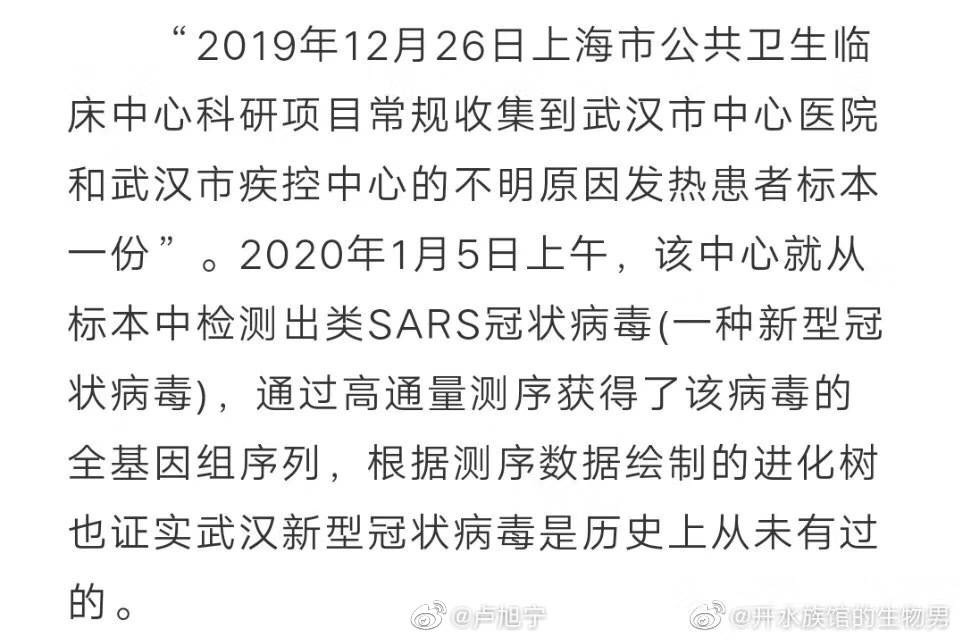 “2019年12月26日上海市公共卫生临
床中心科研项目常规收集到武汉市中心医院
和武汉市疾控中心的不明原因发热患者标本
一份”。2020年1月5日上午，该中心就从
标本中检测出类SARS冠状病毒(一种新型冠
状病毒)，通过高通量测序获得了该病毒的
全基因组序列，根据测序数据绘制的进化树
也证实武汉新型冠状病毒是历史上从未有过
的。
@卢旭宁
@开水族馆的生物男